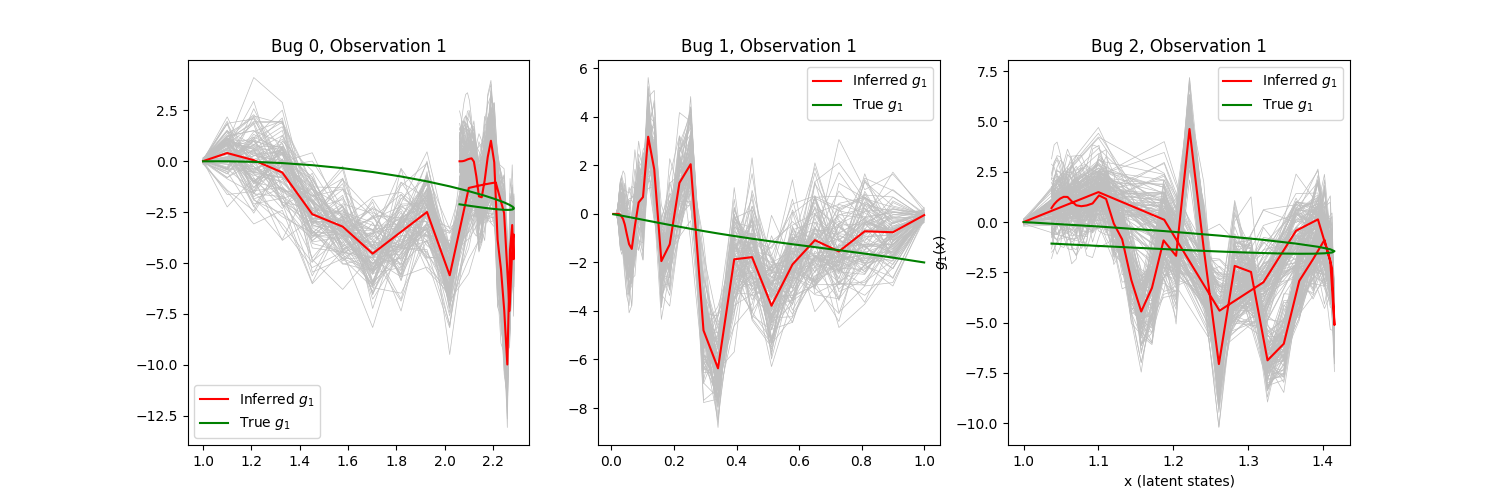 Bug 0, Observation 1
2.5
0.0
−2.5
−5.0
−7.5
−10.0
−12.5
1.0 1.2 1.4 1.6 1.8 2.0 2.2
Inferred g₁
True g₁
Bug 1, Observation 1
6
4
2
0
−2
−4
−6
−8
0.0 0.2 0.4 0.6 0.8 1.0
Inferred g₁
True g₁
Bug 2, Observation 1
g₁(x)
7.5
5.0
2.5
0.0
−2.5
−5.0
−7.5
−10.0
1.0 1.1 1.2 1.3 1.4
x (latent states)
Inferred g₁
True g₁